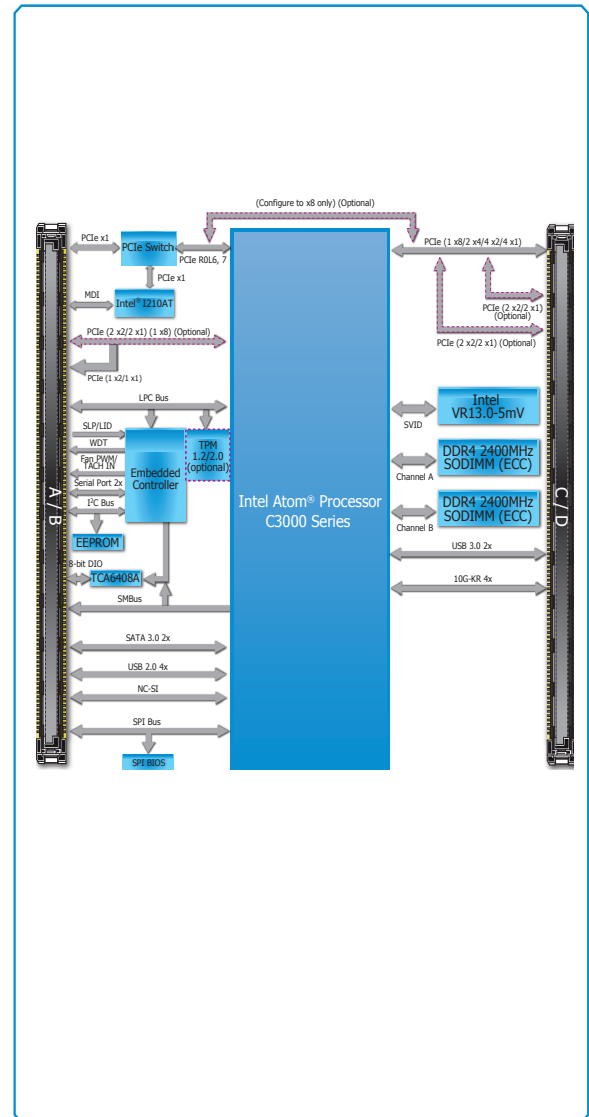 (Configure to x8 only) (Optional)
PCIe x1
PCIe Switch
PCIe R0L6, 7
PCIe x1
MDI
Intel® I210AT
PCIe (2 x2/2 x1) (1 x8) (Optional)
PCIe (1 x2/1 x1)
LPC Bus
SLP/LID
WDT
Fan PWM/
TACH IN
Serial Port 2x
I²C Bus
Embedded
Controller
TPM
1.2/2.0
(optional)
EEPROM
8-bit DIO
TCA6408A
SMBus
SATA 3.0 2x
USB 2.0 4x
NC-SI
SPI Bus
SPI BIOS
A / B
Intel Atom® Processor
C3000 Series
PCIe (1 x8/2 x4/4 x2/4 x1)
PCIe (2 x2/2 x1)
(Optional)
PCIe (2 x2/2 x1) (Optional)
SVID
Intel
VR13.0-5mV
Channel A
DDR4 2400MHz
SODIMM (ECC)
Channel B
DDR4 2400MHz
SODIMM (ECC)
USB 3.0 2x
10G-KR 4x
C / D